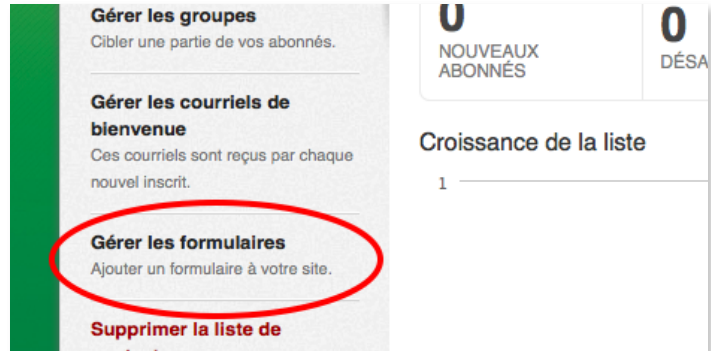 Gérer les groupes
Cibler une partie de vos abonnés.
Gérer les courriels de
bienvenue
Ces courriels sont reçus par chaque
nouvel inscrit.
Gérer les formulaires
Ajouter un formulaire à votre site.
Supprimer la liste de
0
NOUVEAUX
ABONNÉS
0
DÉSA
Croissance de la liste
1